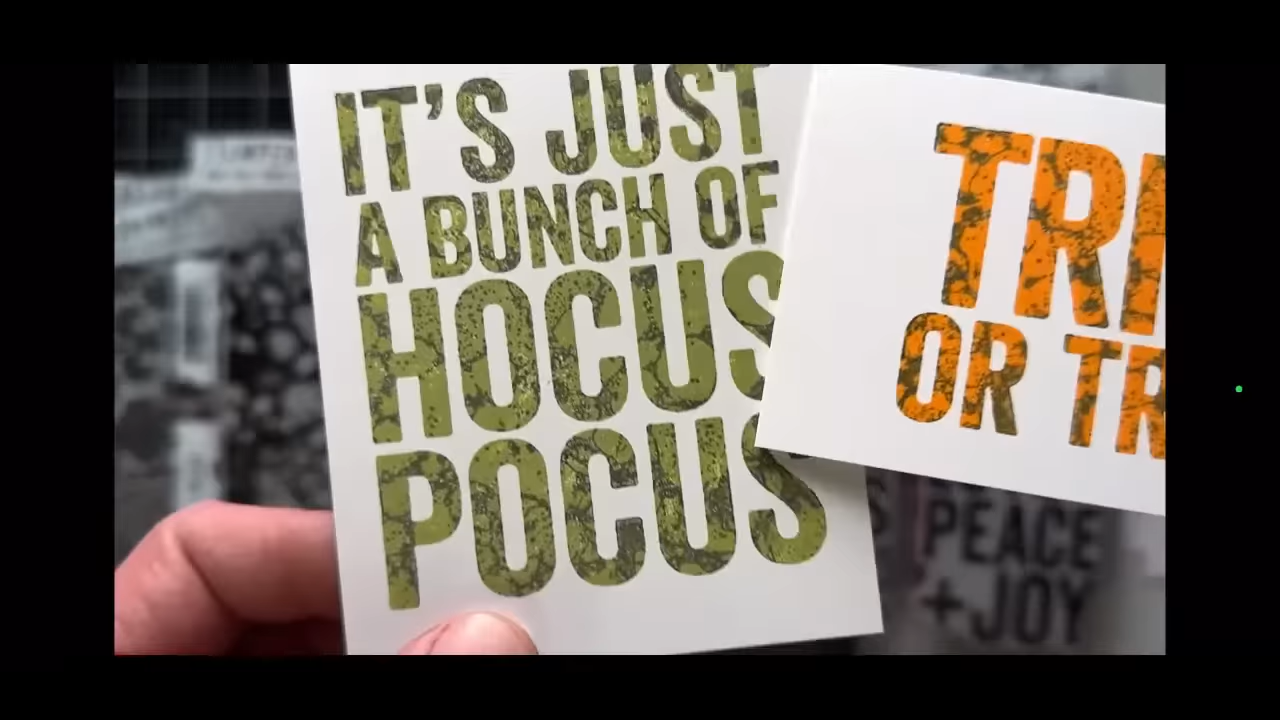 IT'S JUST
A BUNCH OF
HOCUS
POCUS
TRI
OR TR
PEACE
+ JOY